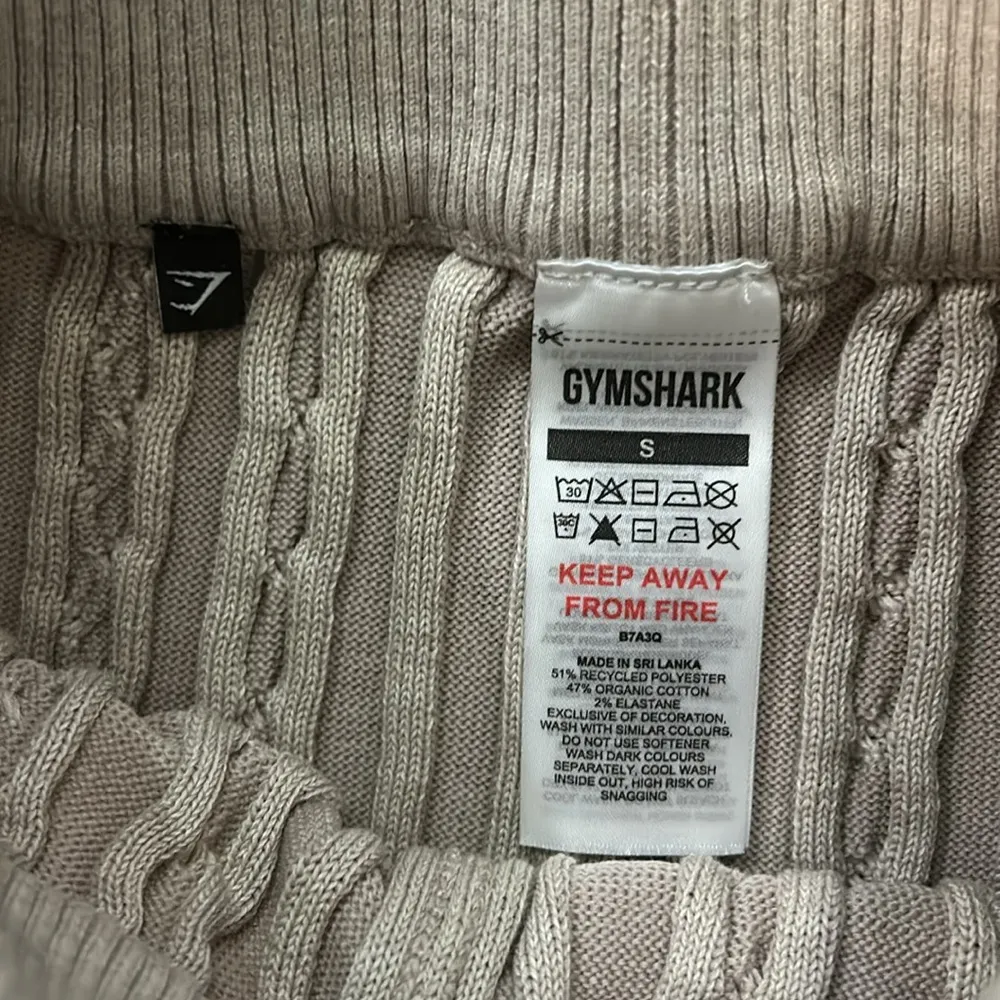 GYMSHARK
S
30
30C
KEEP AWAY
FROM FIRE
B7A3Q
MADE IN SRI LANKA
51% RECYCLED POLYESTER
47% ORGANIC COTTON
2% ELASTANE
EXCLUSIVE OF DECORATION,
WASH WITH SIMILAR COLOURS,
DO NOT USE SOFTENER
WASH DARK COLOURS
SEPARATELY, COOL WASH
INSIDE OUT, HIGH RISK OF
SNAGGING